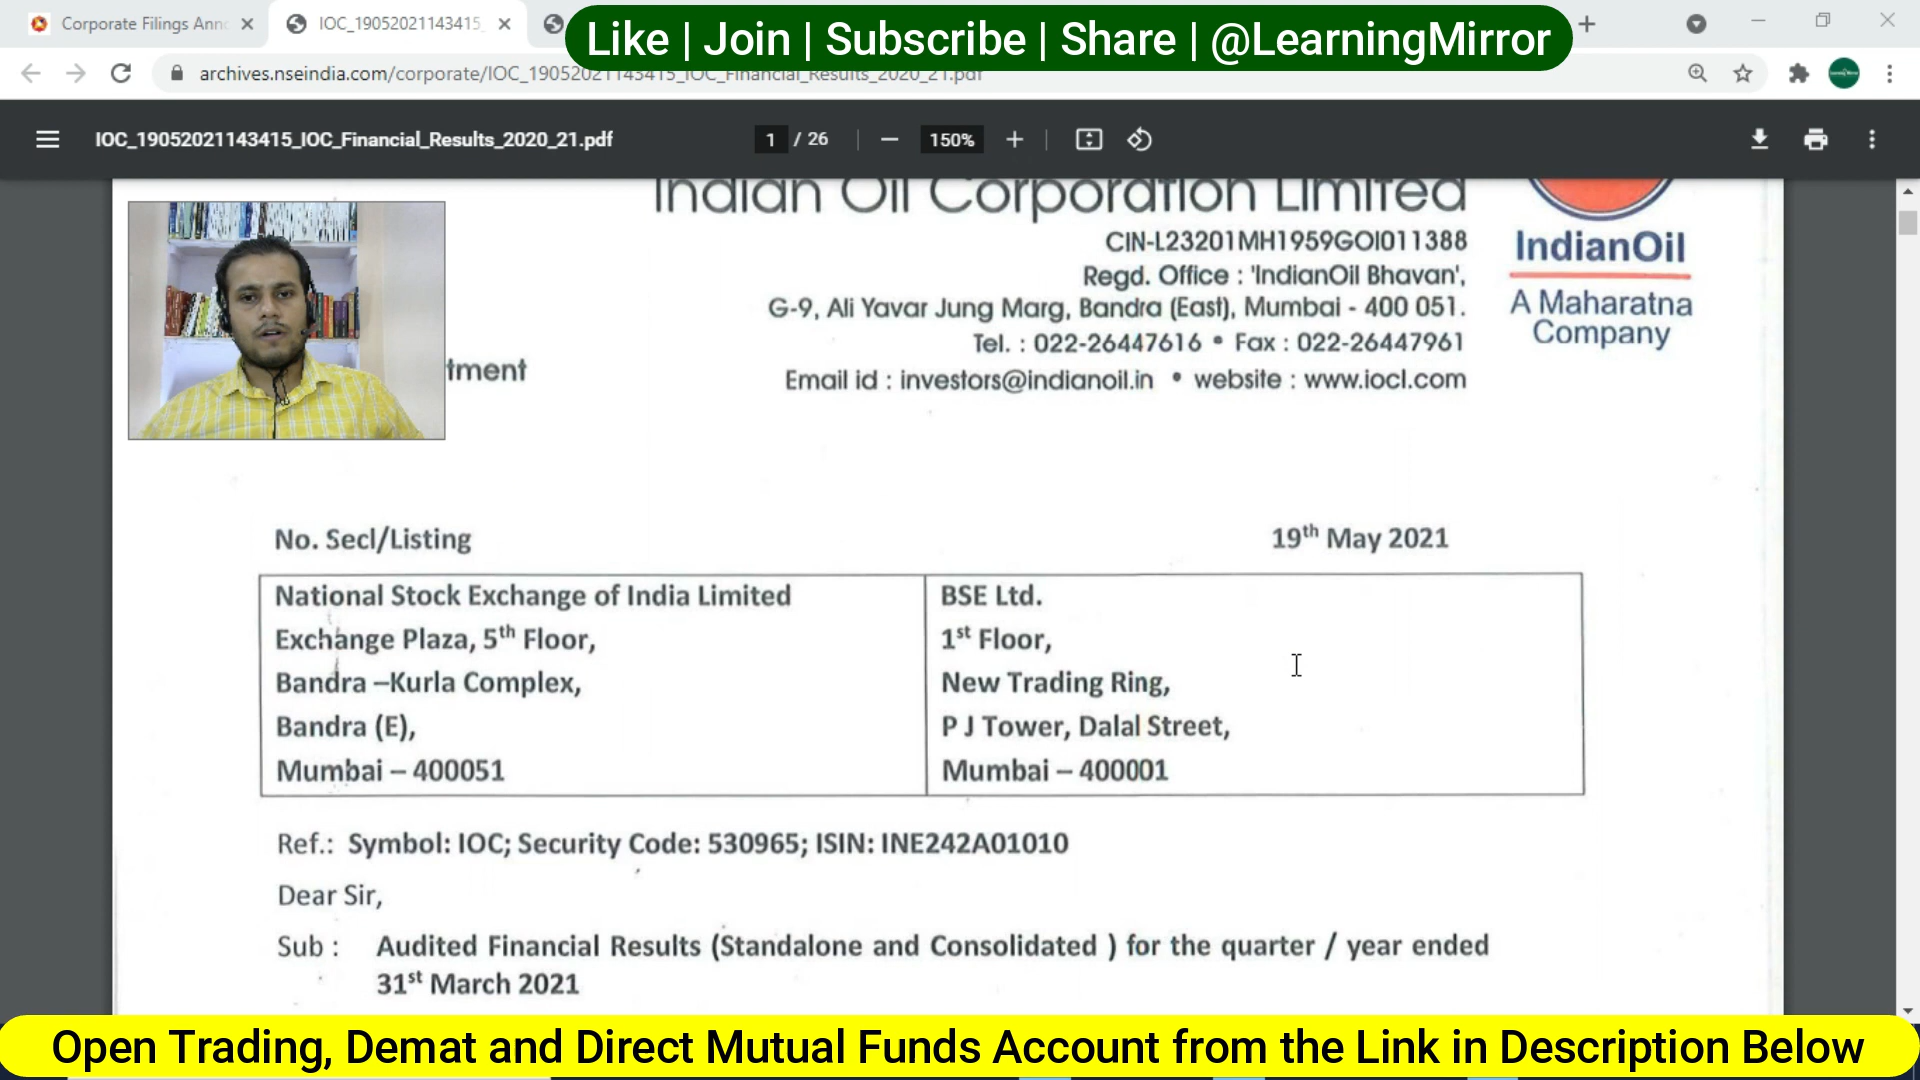 Corporate Filings Ann
IOC_19052021143415_
Like | Join | Subscribe | Share | @LearningMirror
archives.nseindia.com/corporate/IOC_19052021143415_IOC_Financial_Results_2020_21.pdf
IOC_19052021143415_IOC_Financial_Results_2020_21.pdf
1 / 26
150%
Indian Oil Corporation Limited
CIN-L23201MH1959GOI011388
Regd. Office : 'IndianOil Bhavan',
G-9, Ali Yavar Jung Marg, Bandra (East), Mumbai - 400 051.
Tel. : 022-26447616 • Fax : 022-26447961
Email id : investors@indianoil.in • website : www.iocl.com
IndianOil
A Maharatna
Company
tment
No. Secl/Listing
19th May 2021
National Stock Exchange of India Limited
Exchange Plaza, 5th Floor,
Bandra –Kurla Complex,
Bandra (E),
Mumbai – 400051
BSE Ltd.
1st Floor,
New Trading Ring,
P J Tower, Dalal Street,
Mumbai – 400001
Ref.: Symbol: IOC; Security Code: 530965; ISIN: INE242A01010
Dear Sir,
Sub : Audited Financial Results (Standalone and Consolidated ) for the quarter / year ended
31st March 2021
Open Trading, Demat and Direct Mutual Funds Account from the Link in Description Below